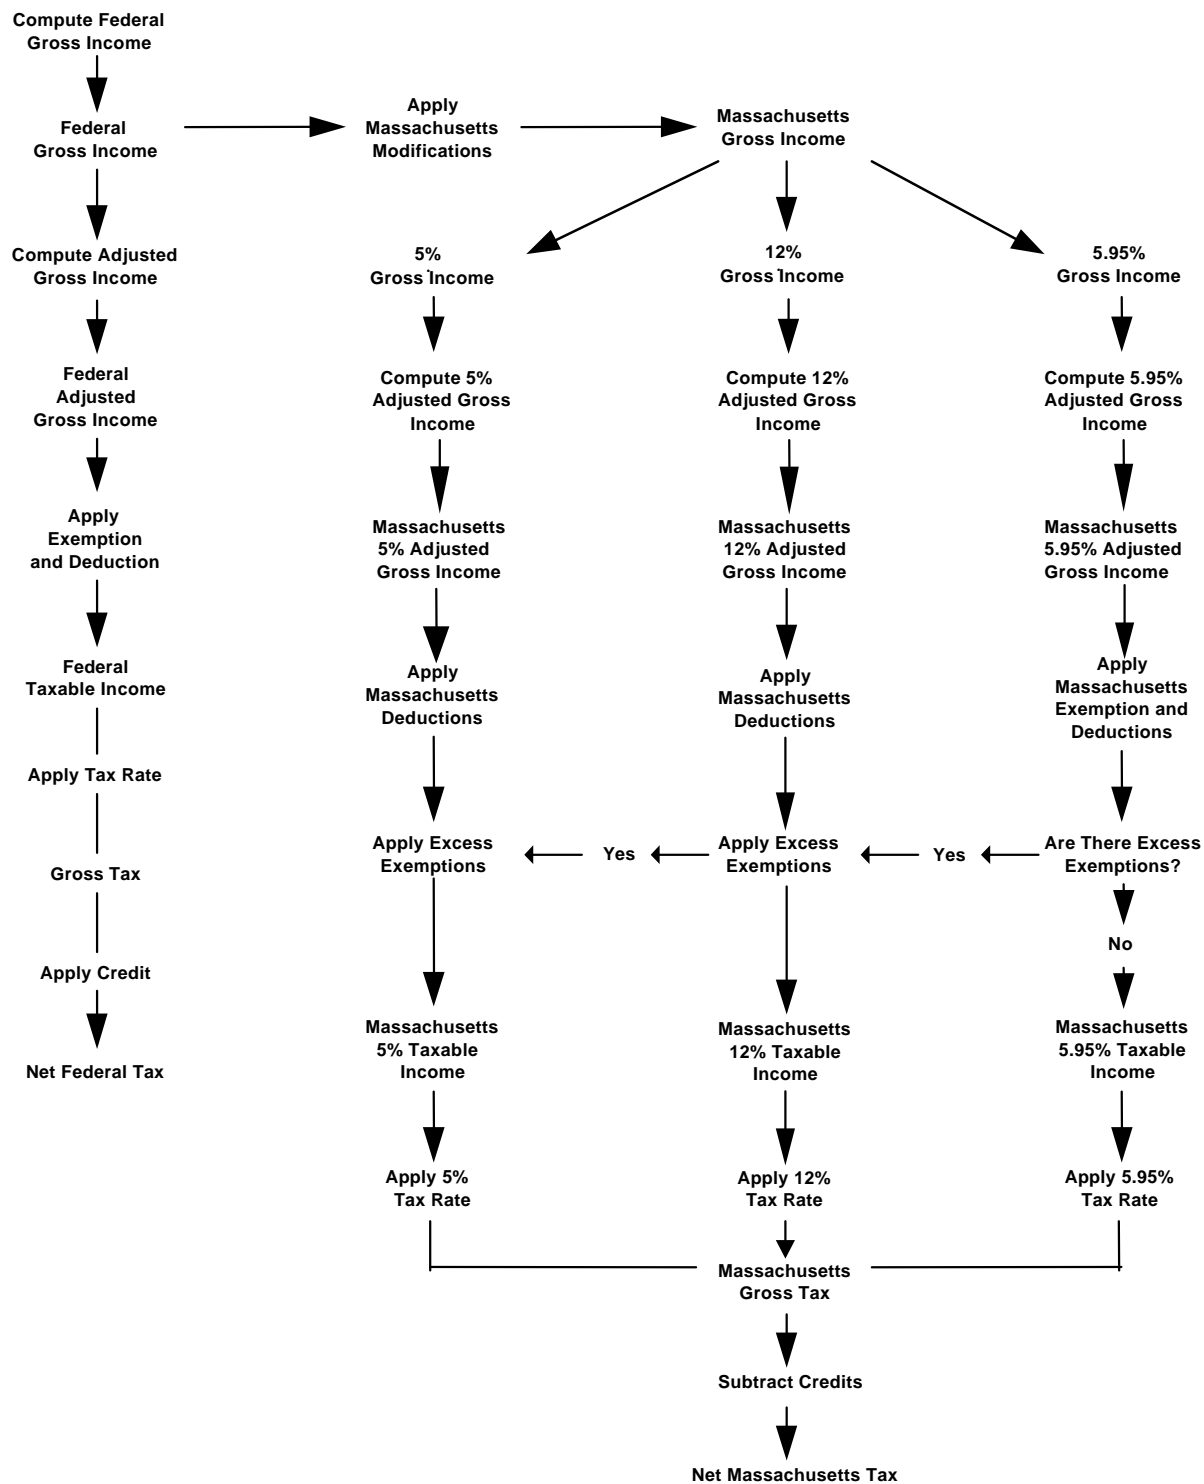 Compute Federal
Gross Income
Federal
Gross Income
Apply
Massachusetts
Modifications
Massachusetts
Gross Income
Compute Adjusted
Gross Income
5%
Gross Income
12%
Gross Income
5.95%
Gross Income
Federal
Adjusted
Gross Income
Compute 5%
Adjusted Gross
Income
Compute 12%
Adjusted Gross
Income
Compute 5.95%
Adjusted Gross
Income
Apply
Exemption
and Deduction
Massachusetts
5% Adjusted
Gross Income
Massachusetts
12% Adjusted
Gross Income
Massachusetts
5.95% Adjusted
Gross Income
Federal
Taxable Income
Apply
Massachusetts
Deductions
Apply
Massachusetts
Deductions
Apply
Massachusetts
Exemption and
Deductions
Apply Tax Rate
Gross Tax
Apply Excess
Exemptions
Yes
Apply Excess
Exemptions
Yes
Are There Excess
Exemptions?
No
Apply Credit
Net Federal Tax
Massachusetts
5% Taxable
Income
Massachusetts
12% Taxable
Income
Massachusetts
5.95% Taxable
Income
Apply 5%
Tax Rate
Apply 12%
Tax Rate
Apply 5.95%
Tax Rate
Massachusetts
Gross Tax
Subtract Credits
Net Massachusetts Tax